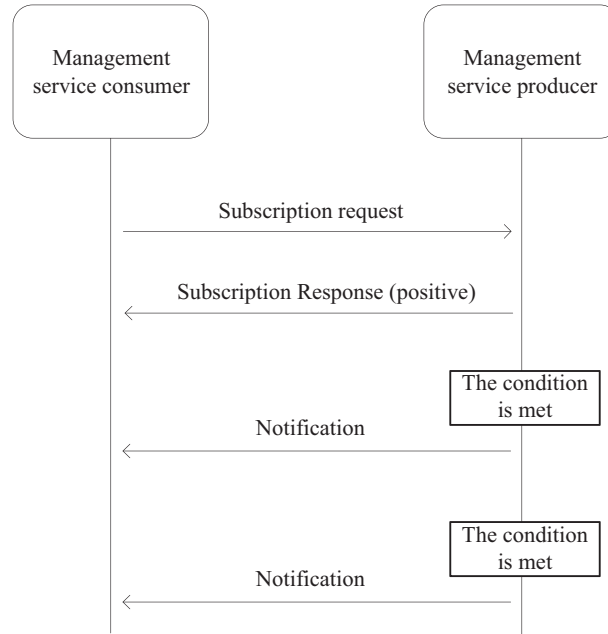 Management
service consumer
Management
service producer
Subscription request
Subscription Response (positive)
The condition
is met
Notification
The condition
is met
Notification